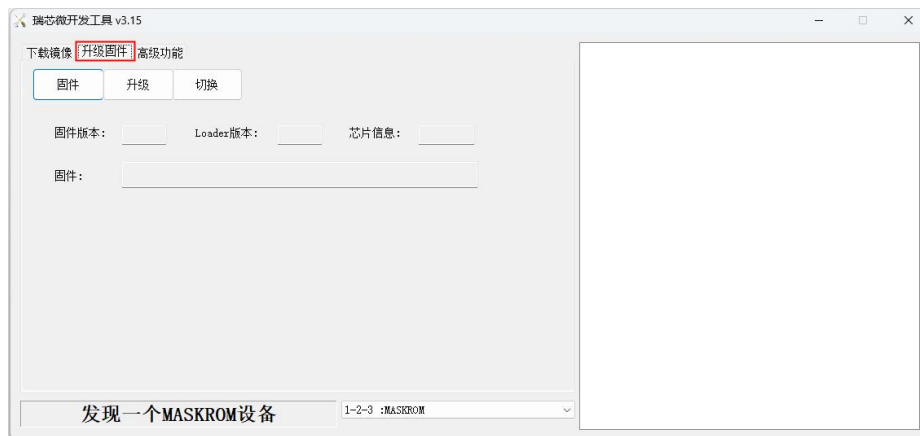 瑞芯微开发工具 v3.15
下载镜像 升级固件 高级功能
固件 升级 切换
固件版本: Loader版本: 芯片信息:
固件:
发现一个MASKROM设备 1-2-3 :MASKROM